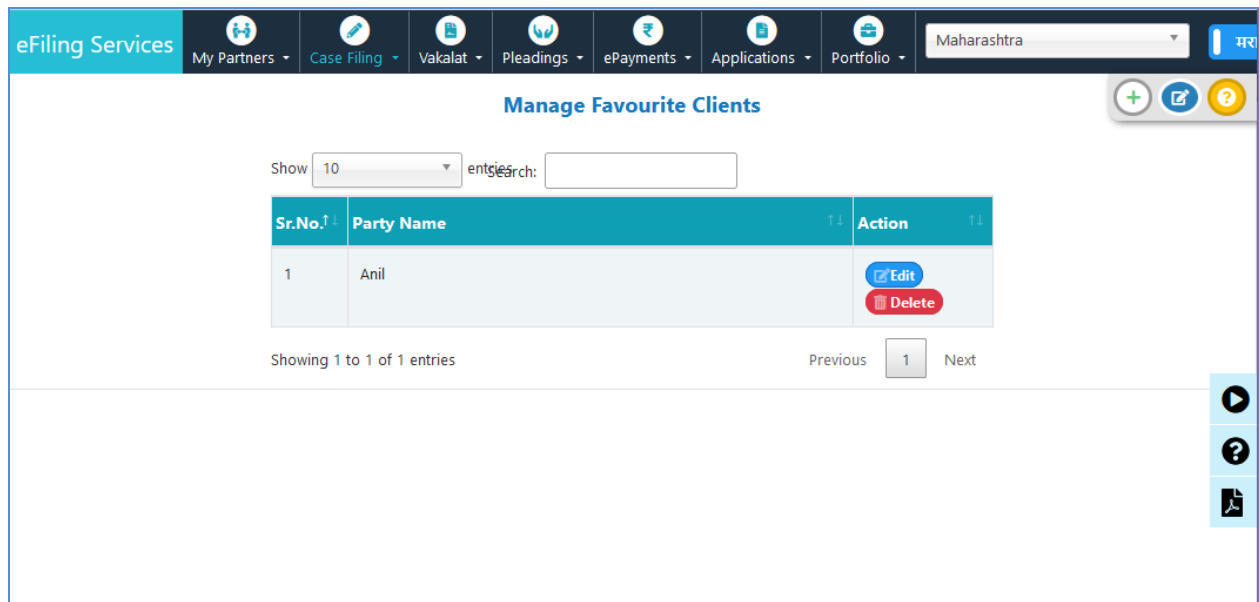 eFiling Services
My Partners
Case Filing
Vakalat
Pleadings
ePayments
Applications
Portfolio
Maharashtra
Manage Favourite Clients
Show 10 entries
Search:
Sr.No. Party Name Action
1 Anil Edit
Delete
Showing 1 to 1 of 1 entries
Previous 1 Next